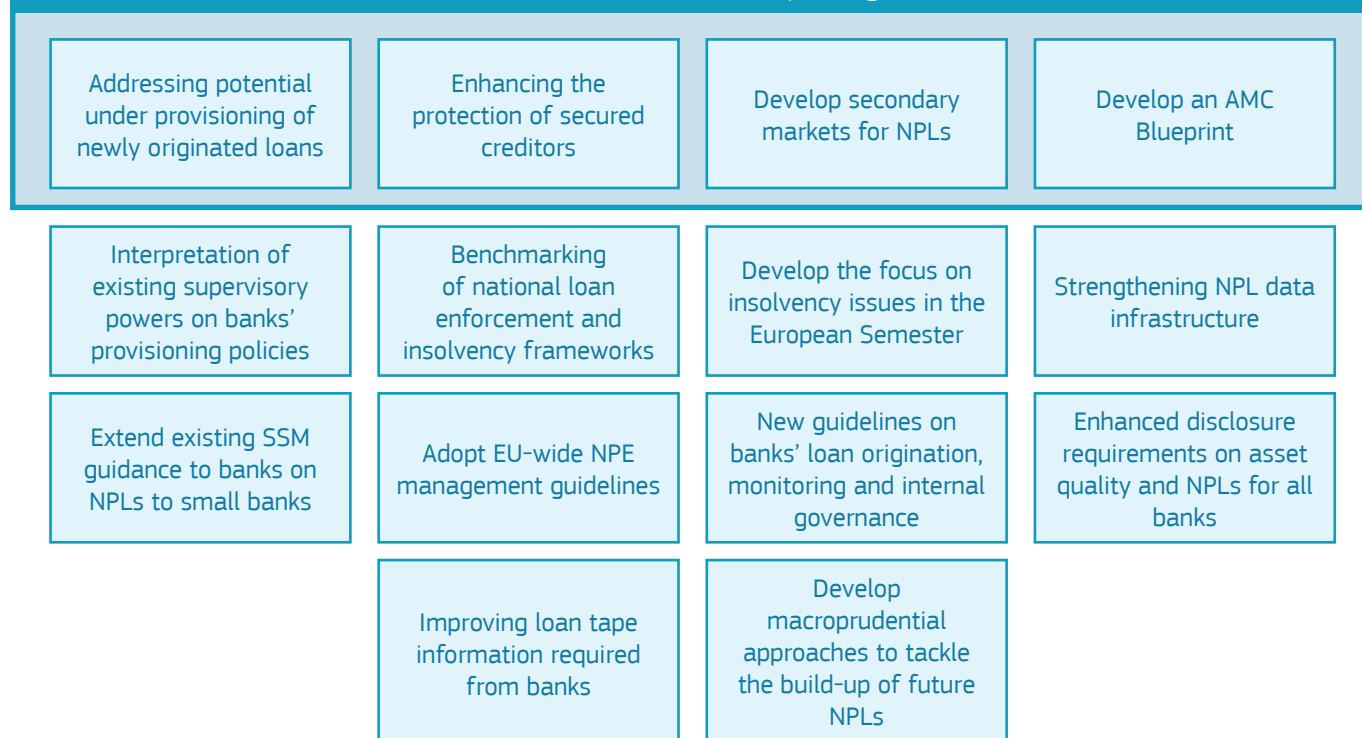 Addressing potential
under provisioning of
newly originated loans
Enhancing the
protection of secured
creditors
Develop secondary
markets for NPLs
Develop an AMC
Blueprint
Interpretation of
existing supervisory
powers on banks’
provisioning policies
Benchmarking
of national loan
enforcement and
insolvency frameworks
Develop the focus on
insolvency issues in the
European Semester
Strengthening NPL data
infrastructure
Extend existing SSM
guidance to banks on
NPLs to small banks
Adopt EU-wide NPE
management guidelines
New guidelines on
banks’ loan origination,
monitoring and internal
governance
Enhanced disclosure
requirements on asset
quality and NPLs for all
banks
Improving loan tape
information required
from banks
Develop
macroprudential
approaches to tackle
the build-up of future
NPLs